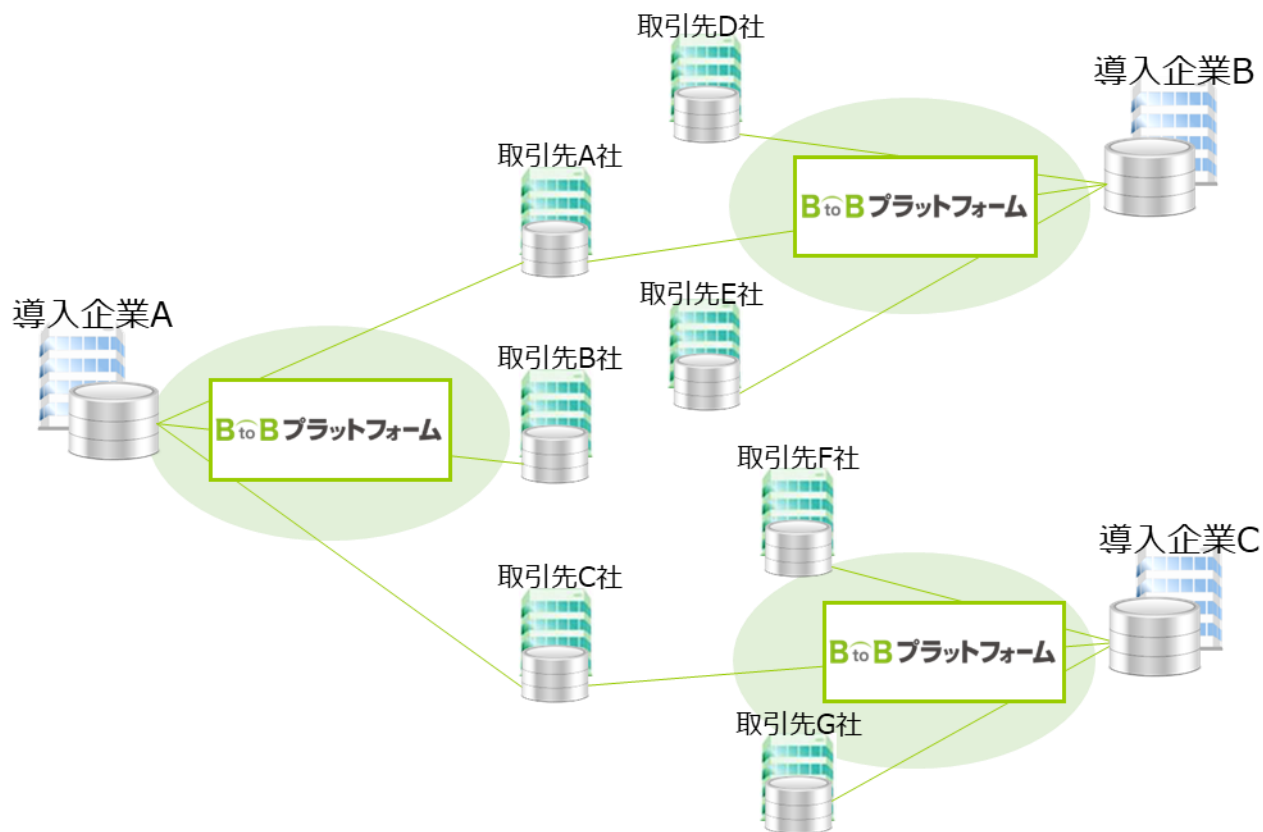 取引先D社
導入企業B
取引先A社
BtoBプラットフォーム
取引先E社
導入企業A
取引先B社
BtoBプラットフォーム
取引先F社
導入企業C
取引先C社
BtoBプラットフォーム
取引先G社